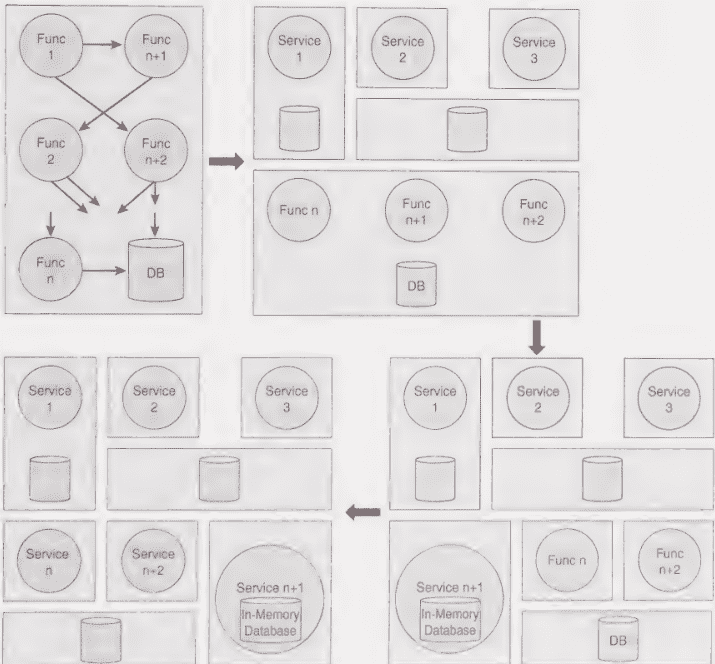 Func
1
Func
n+1
Func
2
Func
n+2
Func
n
DB
Service
1
Service
2
Service
3
Func n
Func
n+1
Func
n+2
DB
Service
1
Service
2
Service
3
Service
n
Service
n+2
Service n+1
In-Memory
Database
Service
1
Service
2
Service
3
Service n+1
In-Memory
Database
Func n
Func
n+2
DB